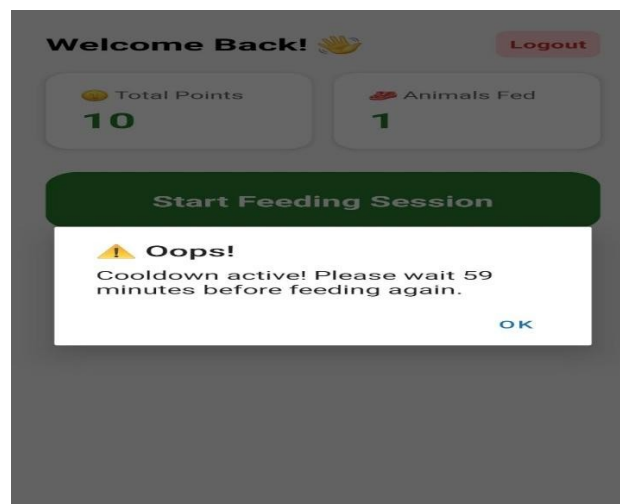 Welcome Back! 👋
Logout
🪙 Total Points
10
🥩 Animals Fed
1
Start Feeding Session
⚠️ Oops!
Cooldown active! Please wait 59
minutes before feeding again.
OK